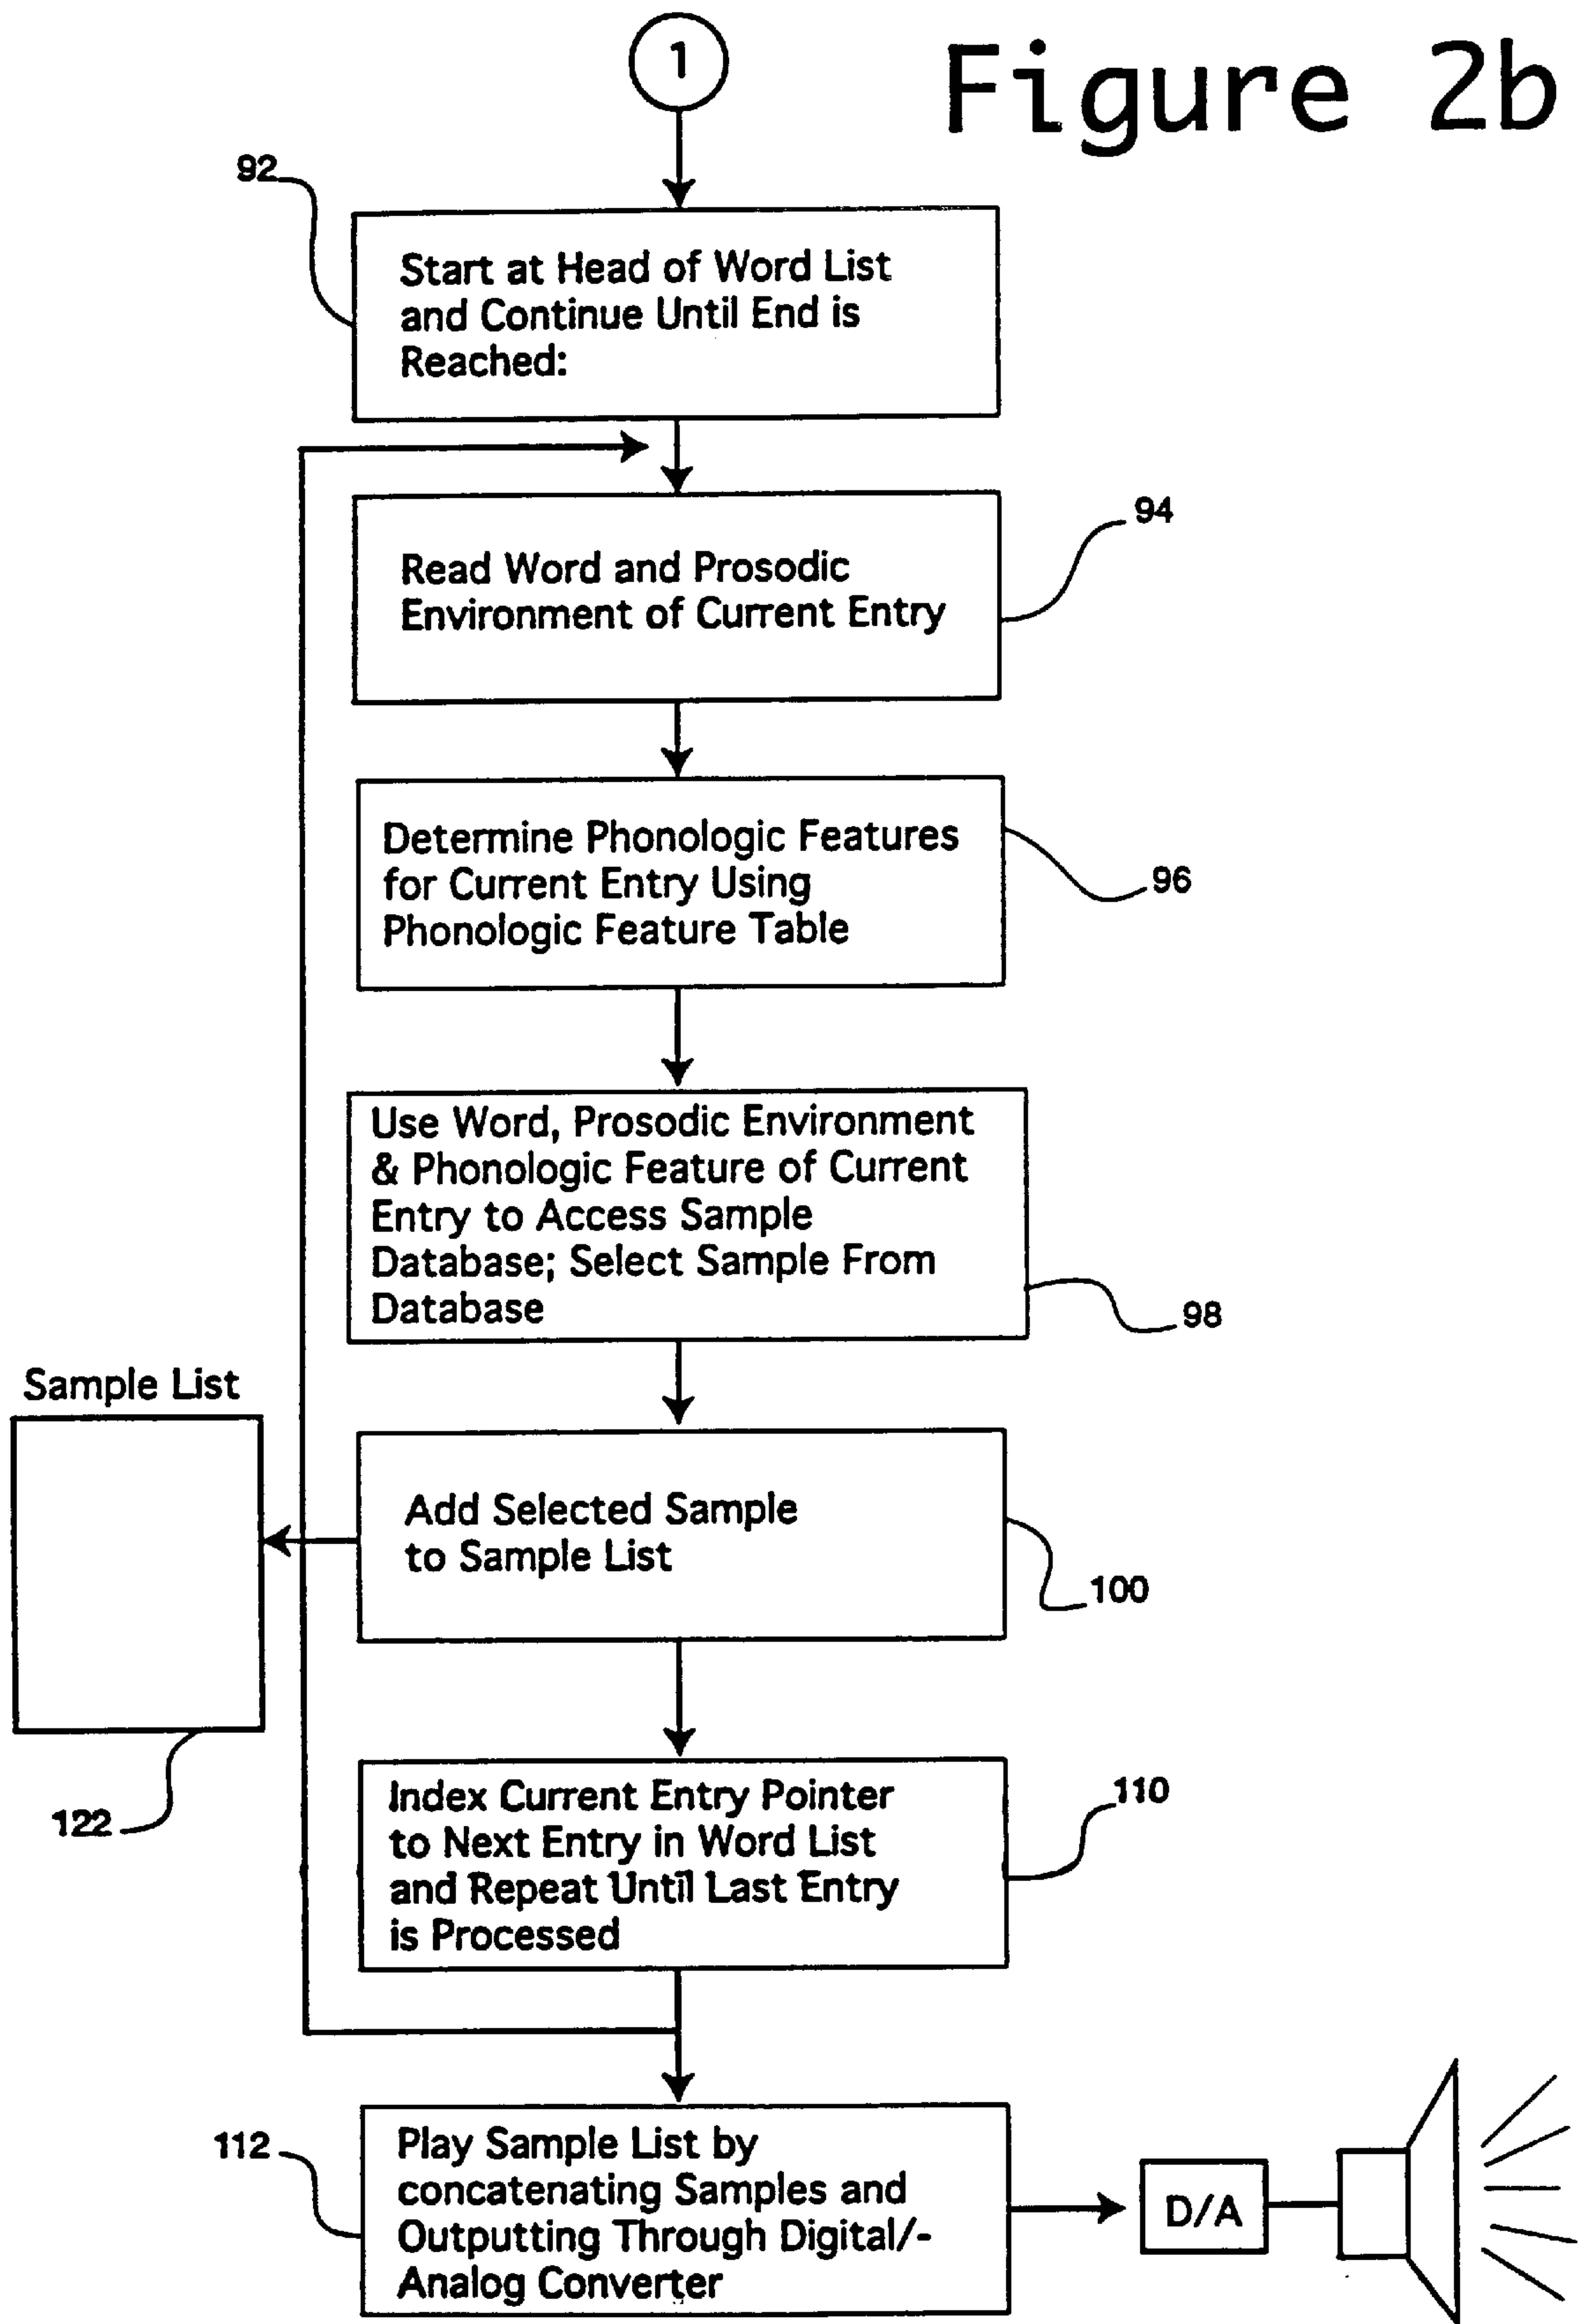 1
Figure 2b
92
Start at Head of Word List
and Continue Until End is
Reached:
94
Read Word and Prosodic
Environment of Current Entry
Determine Phonologic Features
for Current Entry Using
Phonologic Feature Table
96
Use Word, Prosodic Environment
& Phonologic Feature of Current
Entry to Access Sample
Database; Select Sample From
Database
98
Sample List
Add Selected Sample
to Sample List
100
122
Index Current Entry Pointer
to Next Entry in Word List
and Repeat Until Last Entry
is Processed
110
112
Play Sample List by
concatenating Samples and
Outputting Through Digital/-
Analog Converter
D/A